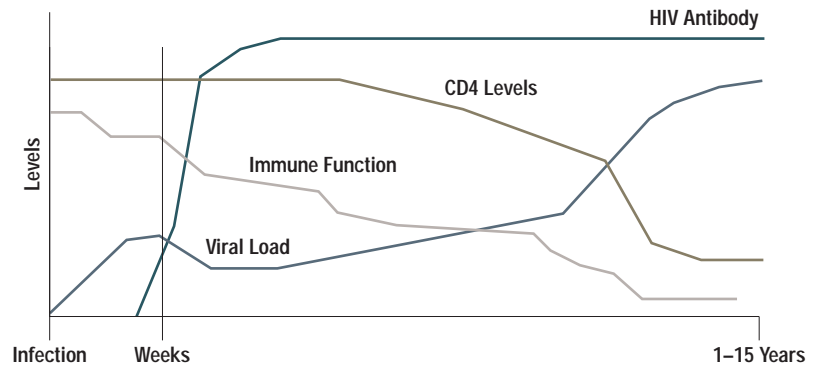 HIV Antibody
CD4 Levels
Levels
Immune Function
Viral Load
Infection Weeks 1–15 Years